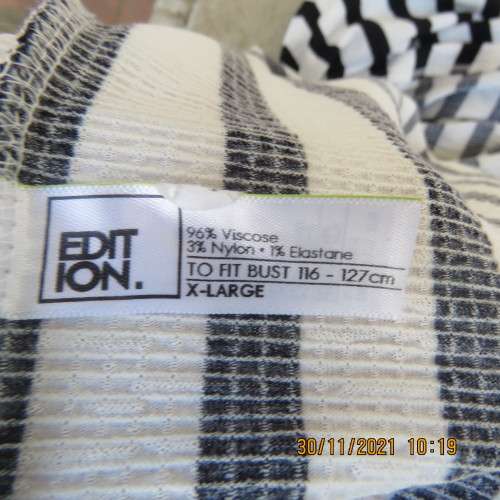 EDIT
ION.
96% Viscose
3% Nylon • 1% Elastane
TO FIT BUST 116 - 127cm
X-LARGE
30/11/2021 10:19